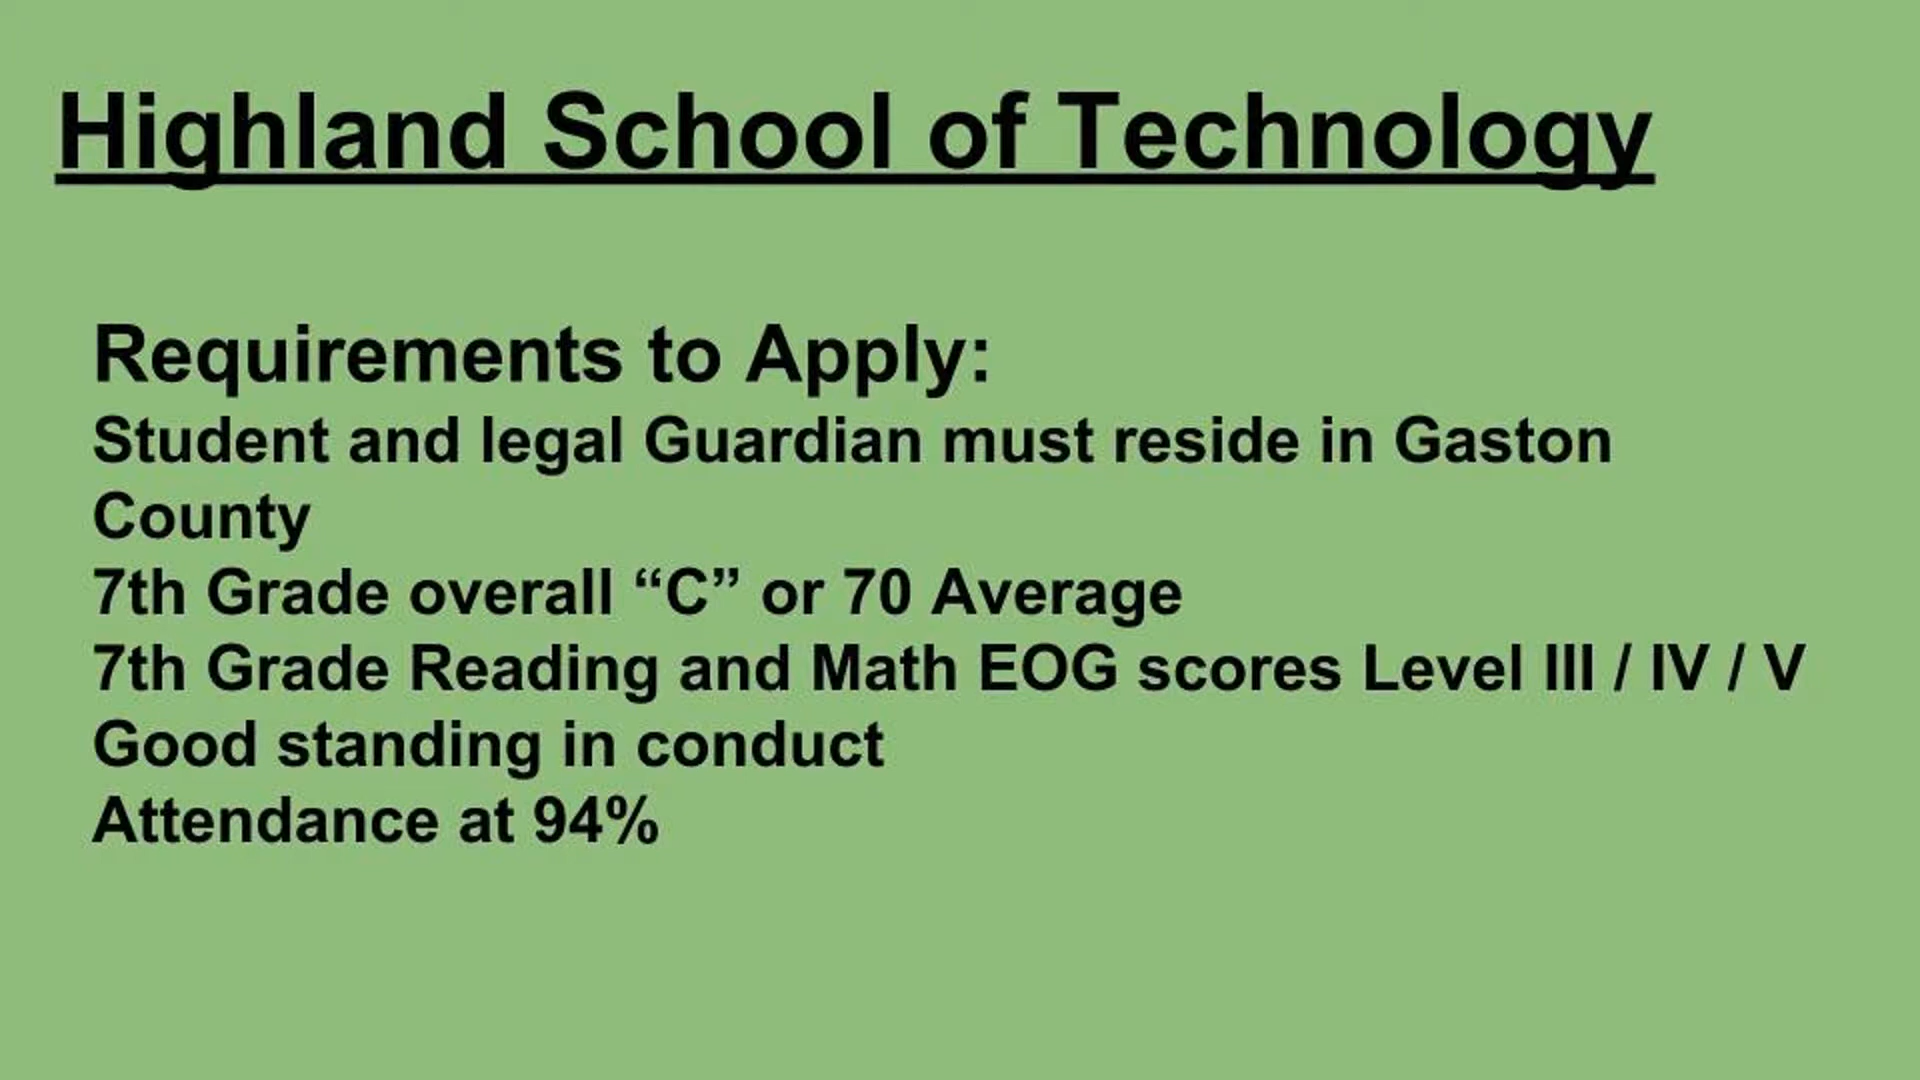 Highland School of Technology
Requirements to Apply:
Student and legal Guardian must reside in Gaston
County
7th Grade overall “C” or 70 Average
7th Grade Reading and Math EOG scores Level III / IV / V
Good standing in conduct
Attendance at 94%